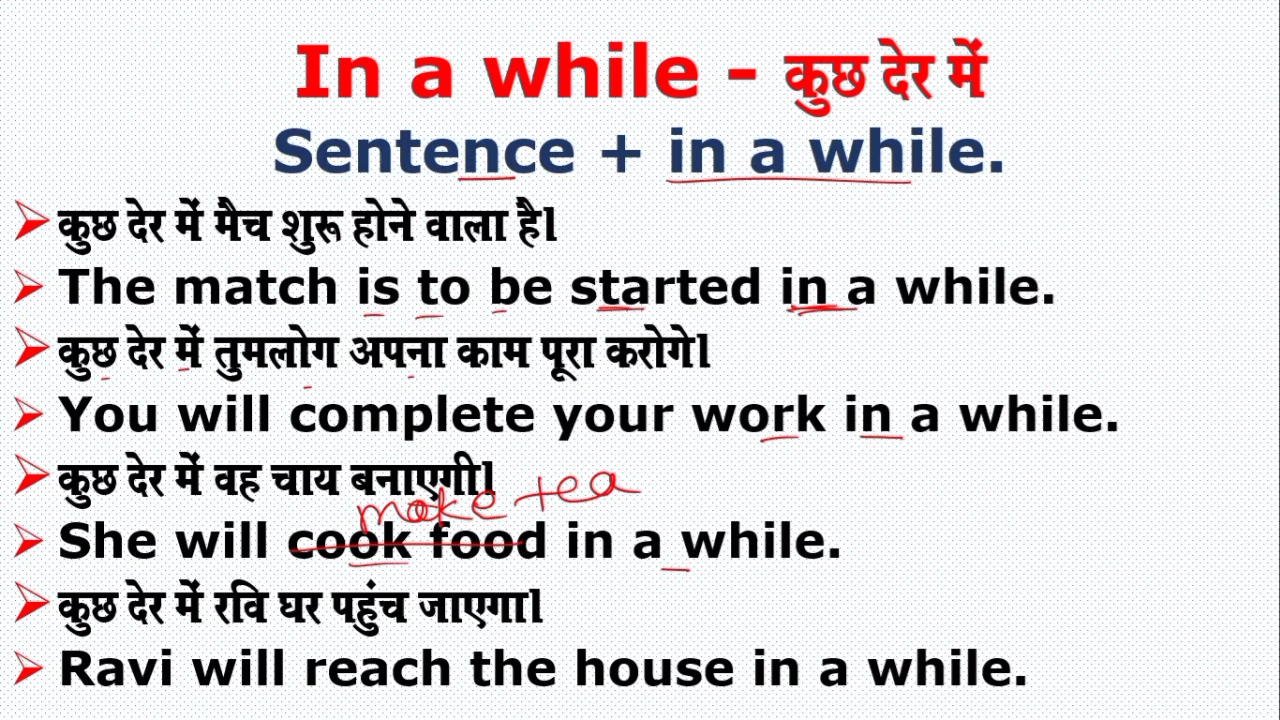 In a while - कुछ देर में
Sentence + in a while.
कुछ देर में मैच शुरू होने वाला है।
The match is to be started in a while.
कुछ देर में तुमलोग अपना काम पूरा करोगे।
You will complete your work in a while.
कुछ देर में वह चाय बनाएगी।
make tea
She will cook food in a while.
कुछ देर में रवि घर पहुंच जाएगा।
Ravi will reach the house in a while.